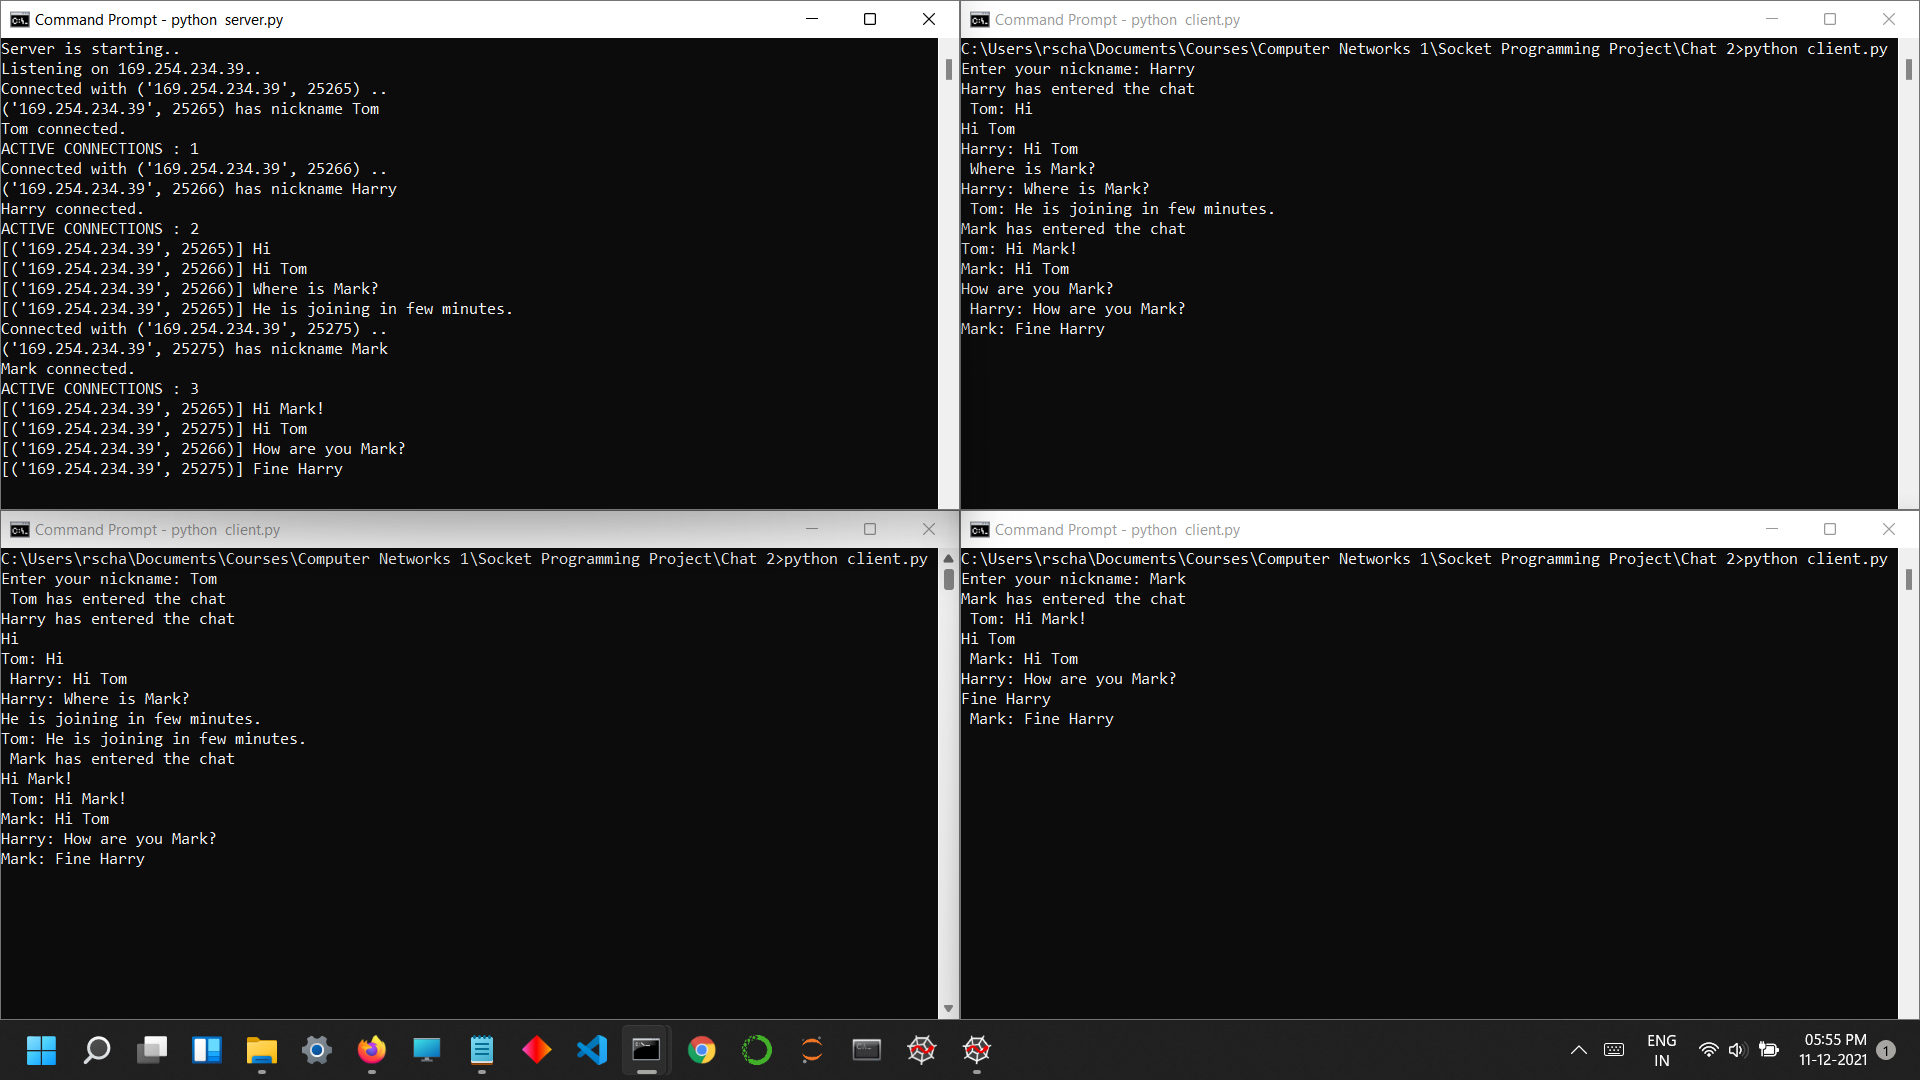 Command Prompt - python  server.py
Server is starting..
Listening on 169.254.234.39..
Connected with ('169.254.234.39', 25265) ..
('169.254.234.39', 25265) has nickname Tom
Tom connected.
ACTIVE CONNECTIONS : 1
Connected with ('169.254.234.39', 25266) ..
('169.254.234.39', 25266) has nickname Harry
Harry connected.
ACTIVE CONNECTIONS : 2
[('169.254.234.39', 25265)] Hi
[('169.254.234.39', 25266)] Hi Tom
[('169.254.234.39', 25266)] Where is Mark?
[('169.254.234.39', 25265)] He is joining in few minutes.
Connected with ('169.254.234.39', 25275) ..
('169.254.234.39', 25275) has nickname Mark
Mark connected.
ACTIVE CONNECTIONS : 3
[('169.254.234.39', 25265)] Hi Mark!
[('169.254.234.39', 25275)] Hi Tom
[('169.254.234.39', 25266)] How are you Mark?
[('169.254.234.39', 25275)] Fine Harry
Command Prompt - python  client.py
C:\Users\rscha\Documents\Courses\Computer Networks 1\Socket Programming Project\Chat 2>python client.py
Enter your nickname: Harry
Harry has entered the chat
 Tom: Hi
Hi Tom
Harry: Hi Tom
 Where is Mark?
Harry: Where is Mark?
 Tom: He is joining in few minutes.
Mark has entered the chat
Tom: Hi Mark!
Mark: Hi Tom
How are you Mark?
 Harry: How are you Mark?
Mark: Fine Harry
Command Prompt - python  client.py
C:\Users\rscha\Documents\Courses\Computer Networks 1\Socket Programming Project\Chat 2>python client.py
Enter your nickname: Tom
 Tom has entered the chat
Harry has entered the chat
Hi
Tom: Hi
 Harry: Hi Tom
Harry: Where is Mark?
He is joining in few minutes.
Tom: He is joining in few minutes.
 Mark has entered the chat
Hi Mark!
 Tom: Hi Mark!
Mark: Hi Tom
Harry: How are you Mark?
Mark: Fine Harry
Command Prompt - python  client.py
C:\Users\rscha\Documents\Courses\Computer Networks 1\Socket Programming Project\Chat 2>python client.py
Enter your nickname: Mark
Mark has entered the chat
 Tom: Hi Mark!
Hi Tom
 Mark: Hi Tom
Harry: How are you Mark?
Fine Harry
 Mark: Fine Harry
ENG
IN
05:55 PM
11-12-2021
1